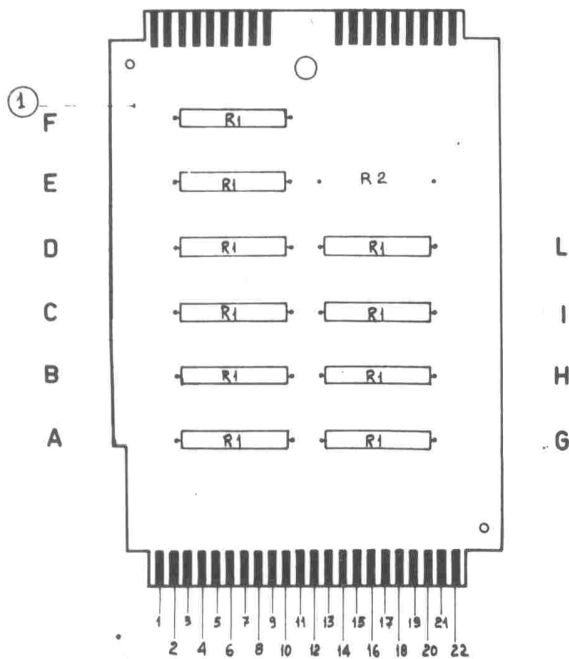 1
F R1
E R1 R2
D R1 R1 L
C R1 R1 I
B R1 R1 H
A R1 R1 G
1 3 5 7 9 11 13 15 17 19 21
2 4 6 8 10 12 14 16 18 20 22